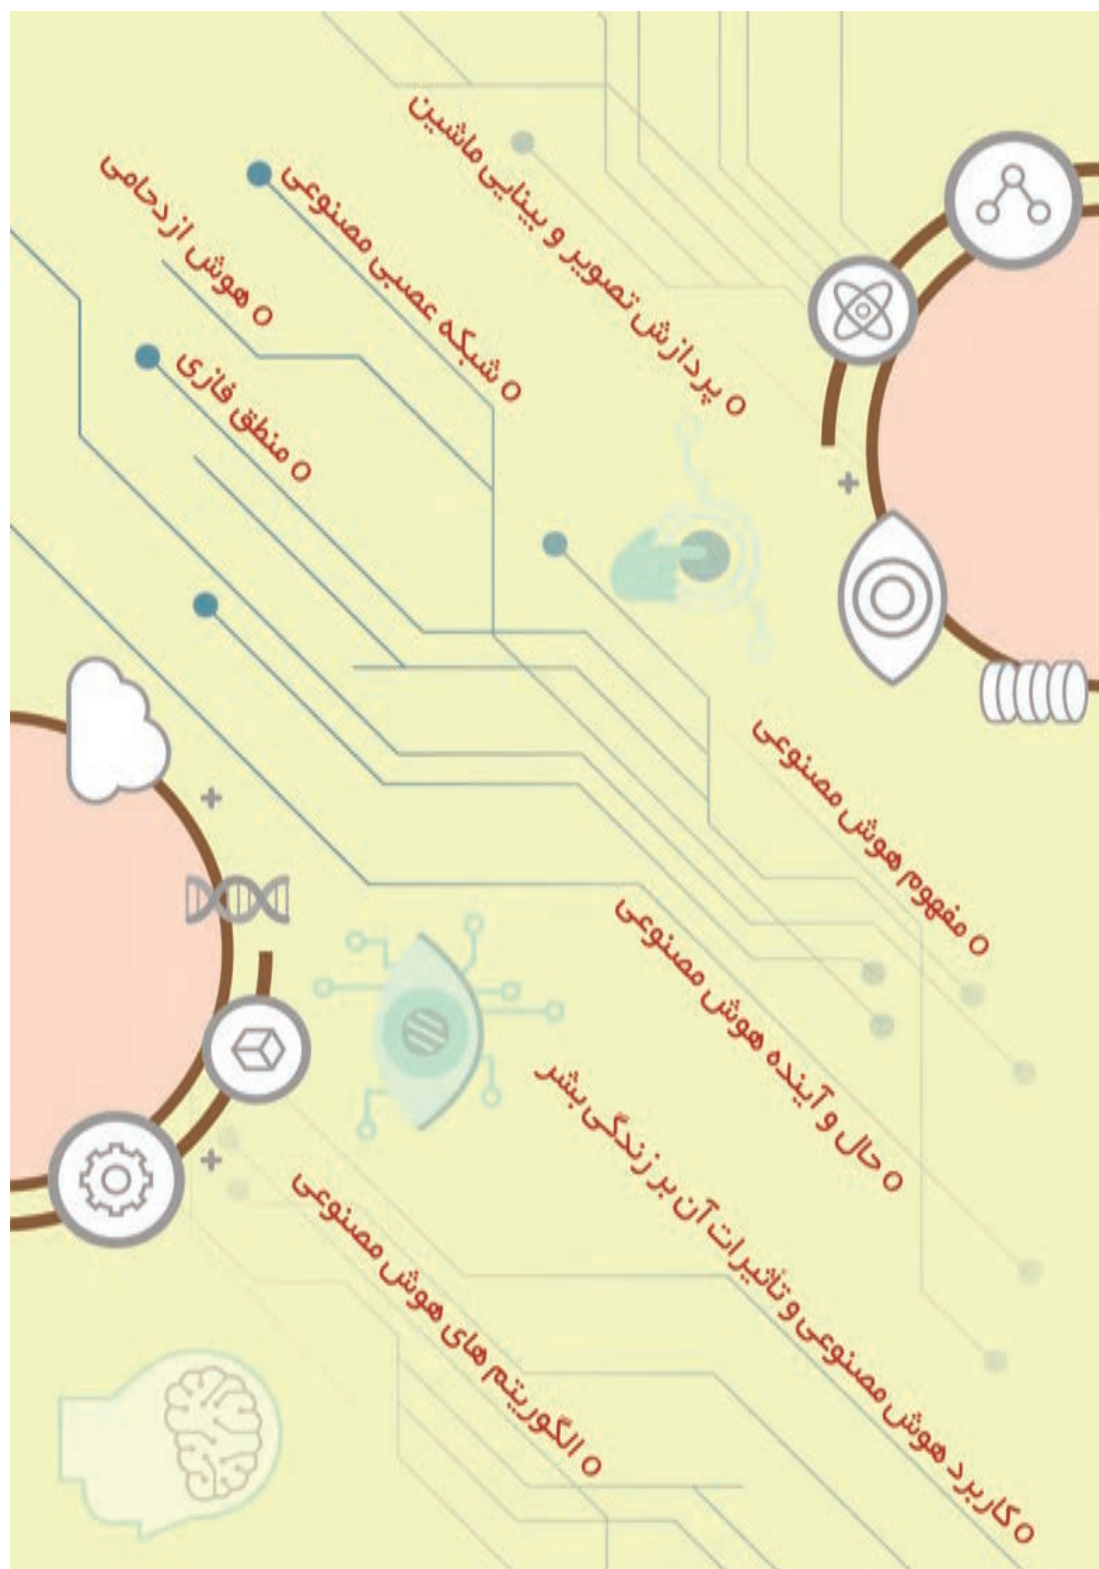 o مفهوم هوش مصنوعی
o حال و آینده هوش مصنوعی
o کاربرد هوش مصنوعی و تأثیرات آن بر زندگی بشر
o الگوریتم های هوش مصنوعی
o پردازش تصویر و بینایی ماشین
o شبکه عصبی مصنوعی
o هوش ازدحامی
o منطق فازی